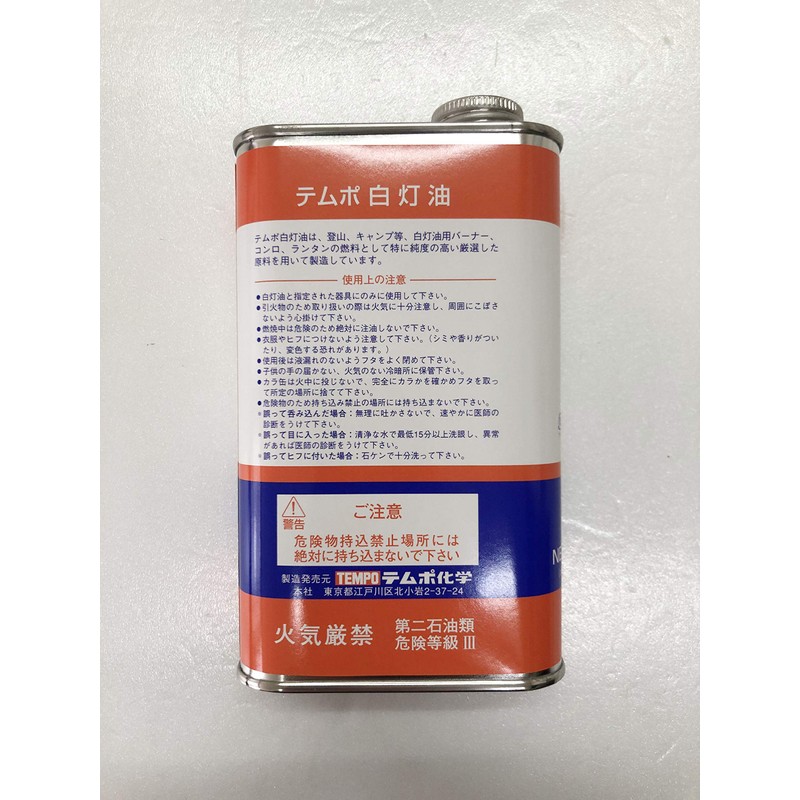 テムポ白灯油
テムポ白灯油は、登山、キャンプ等、白灯油用バーナー、
コンロ、ランタンの燃料として特に純度の高い厳選した
原料を用いて製造しています。
使用上の注意
●白灯油と指定された器具にのみに使用して下さい。
●引火物のため取り扱いの際は火気に十分注意し、周囲にこぼさ
ないよう心掛けて下さい。
●燃焼中は危険のため絶対に注油しないで下さい。
●衣服やヒフにつけないよう注意して下さい。(シミや香りがつい
たり、変色する恐れがあります。)
●使用後は液漏れのないようフタをよく閉めて下さい。
●子供の手の届かない、火気のない冷暗所に保管下さい。
●カラ缶は火中に投じないで、完全にカラかを確かめフタを取っ
て所定の場所に捨てて下さい。
●危険物のため持ち込み禁止の場所には持ち込まないで下さい。
*誤って呑み込んだ場合：無理に吐かさないで、速やかに医師の
診断をうけて下さい。
*誤って目に入った場合：清浄な水で最低15分以上洗眼し、異常
があれば医師の診断をうけて下さい。
*誤ってヒフに付いた場合：石ケンで十分洗って下さい。
警告
ご注意
危険物持込禁止場所には
絶対に持ち込まないで下さい
製造発売元 TEMPO テムポ化学
本社 東京都江戸川区北小岩2-37-24
火気厳禁
第二石油類
危険等級 III